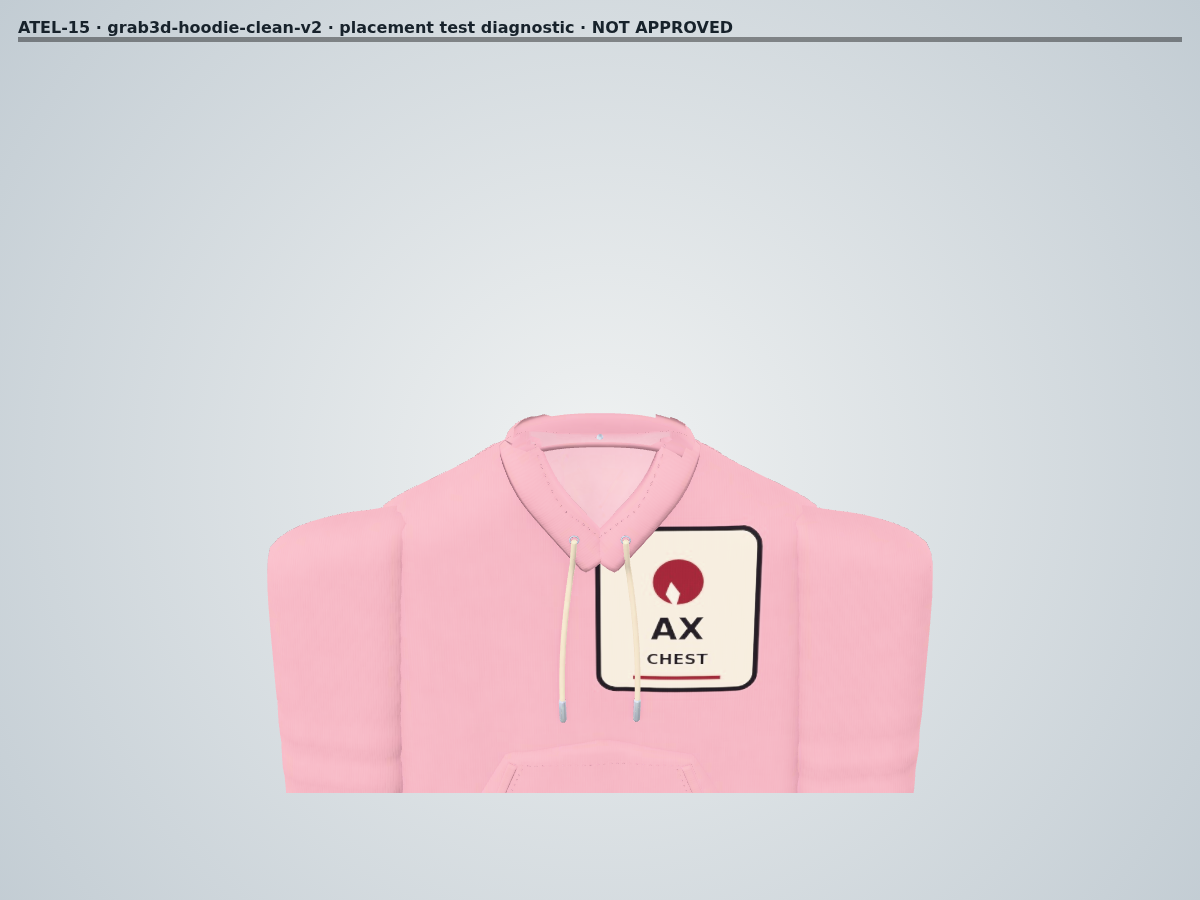 ATEL-15 · grab3d-hoodie-clean-v2 · placement test diagnostic · NOT APPROVED
AX
CHEST